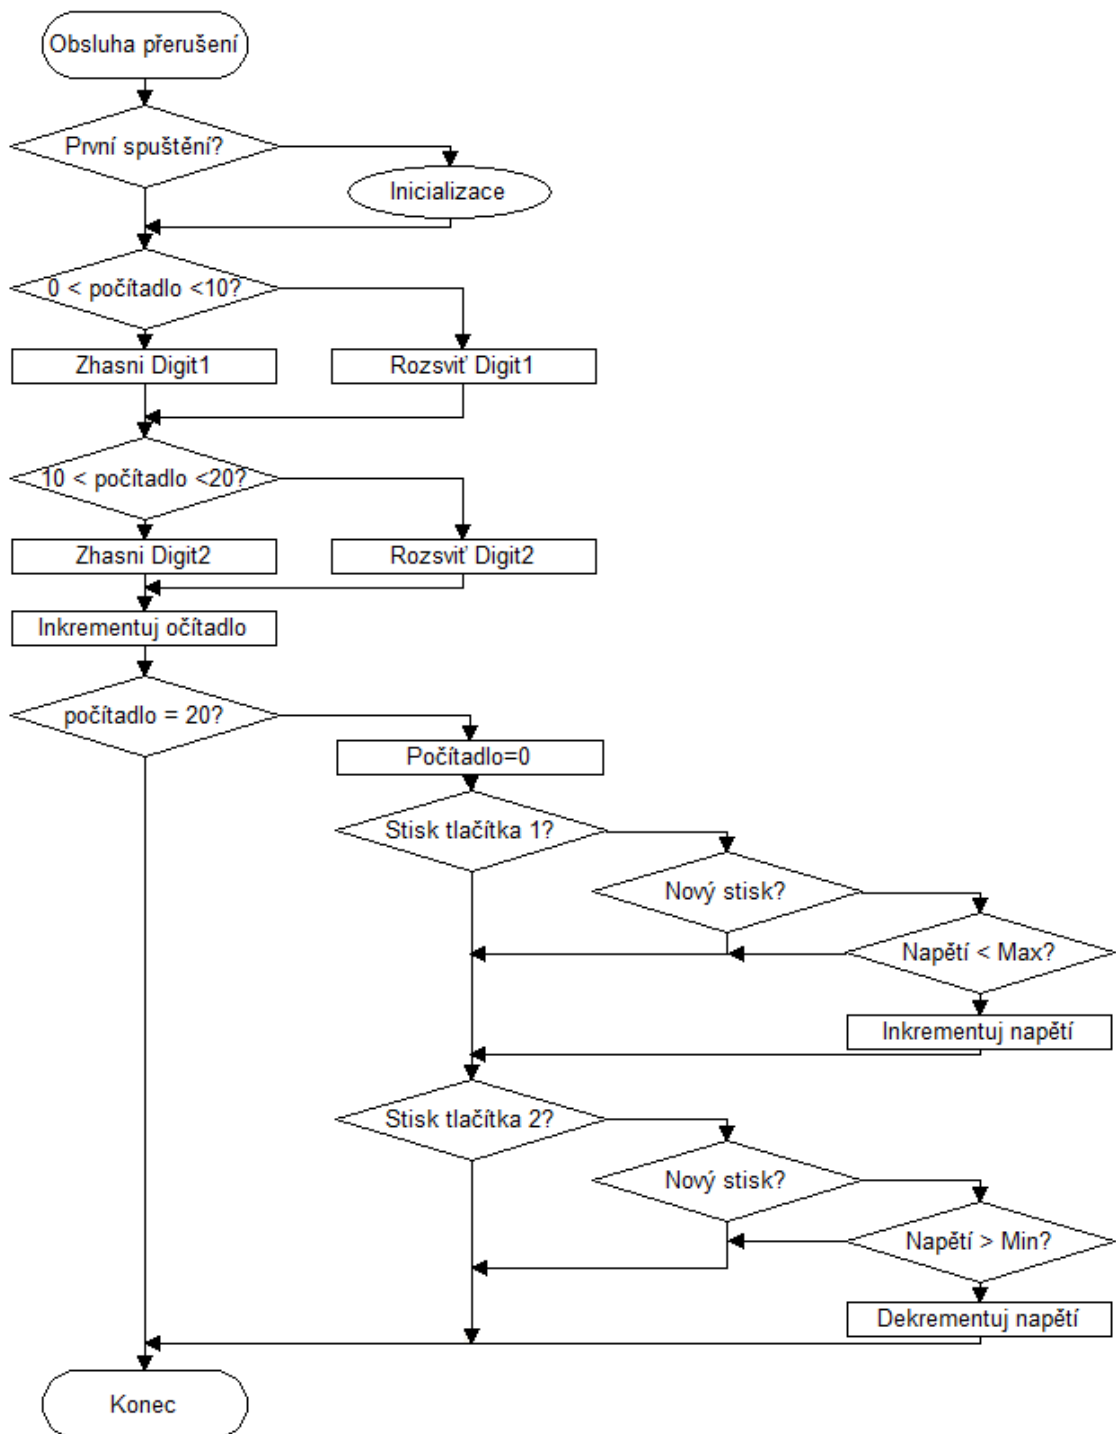 Obsluha přerušení
První spuštění?
Inicializace
0 < počítadlo <10?
Zhasni Digit1
Rozsviť Digit1
10 < počítadlo <20?
Zhasni Digit2
Rozsviť Digit2
Inkrementuj očítadlo
počítadlo = 20?
Počítadlo=0
Stisk tlačítka 1?
Nový stisk?
Napětí < Max?
Inkrementuj napětí
Stisk tlačítka 2?
Nový stisk?
Napětí > Min?
Dekrementuj napětí
Konec